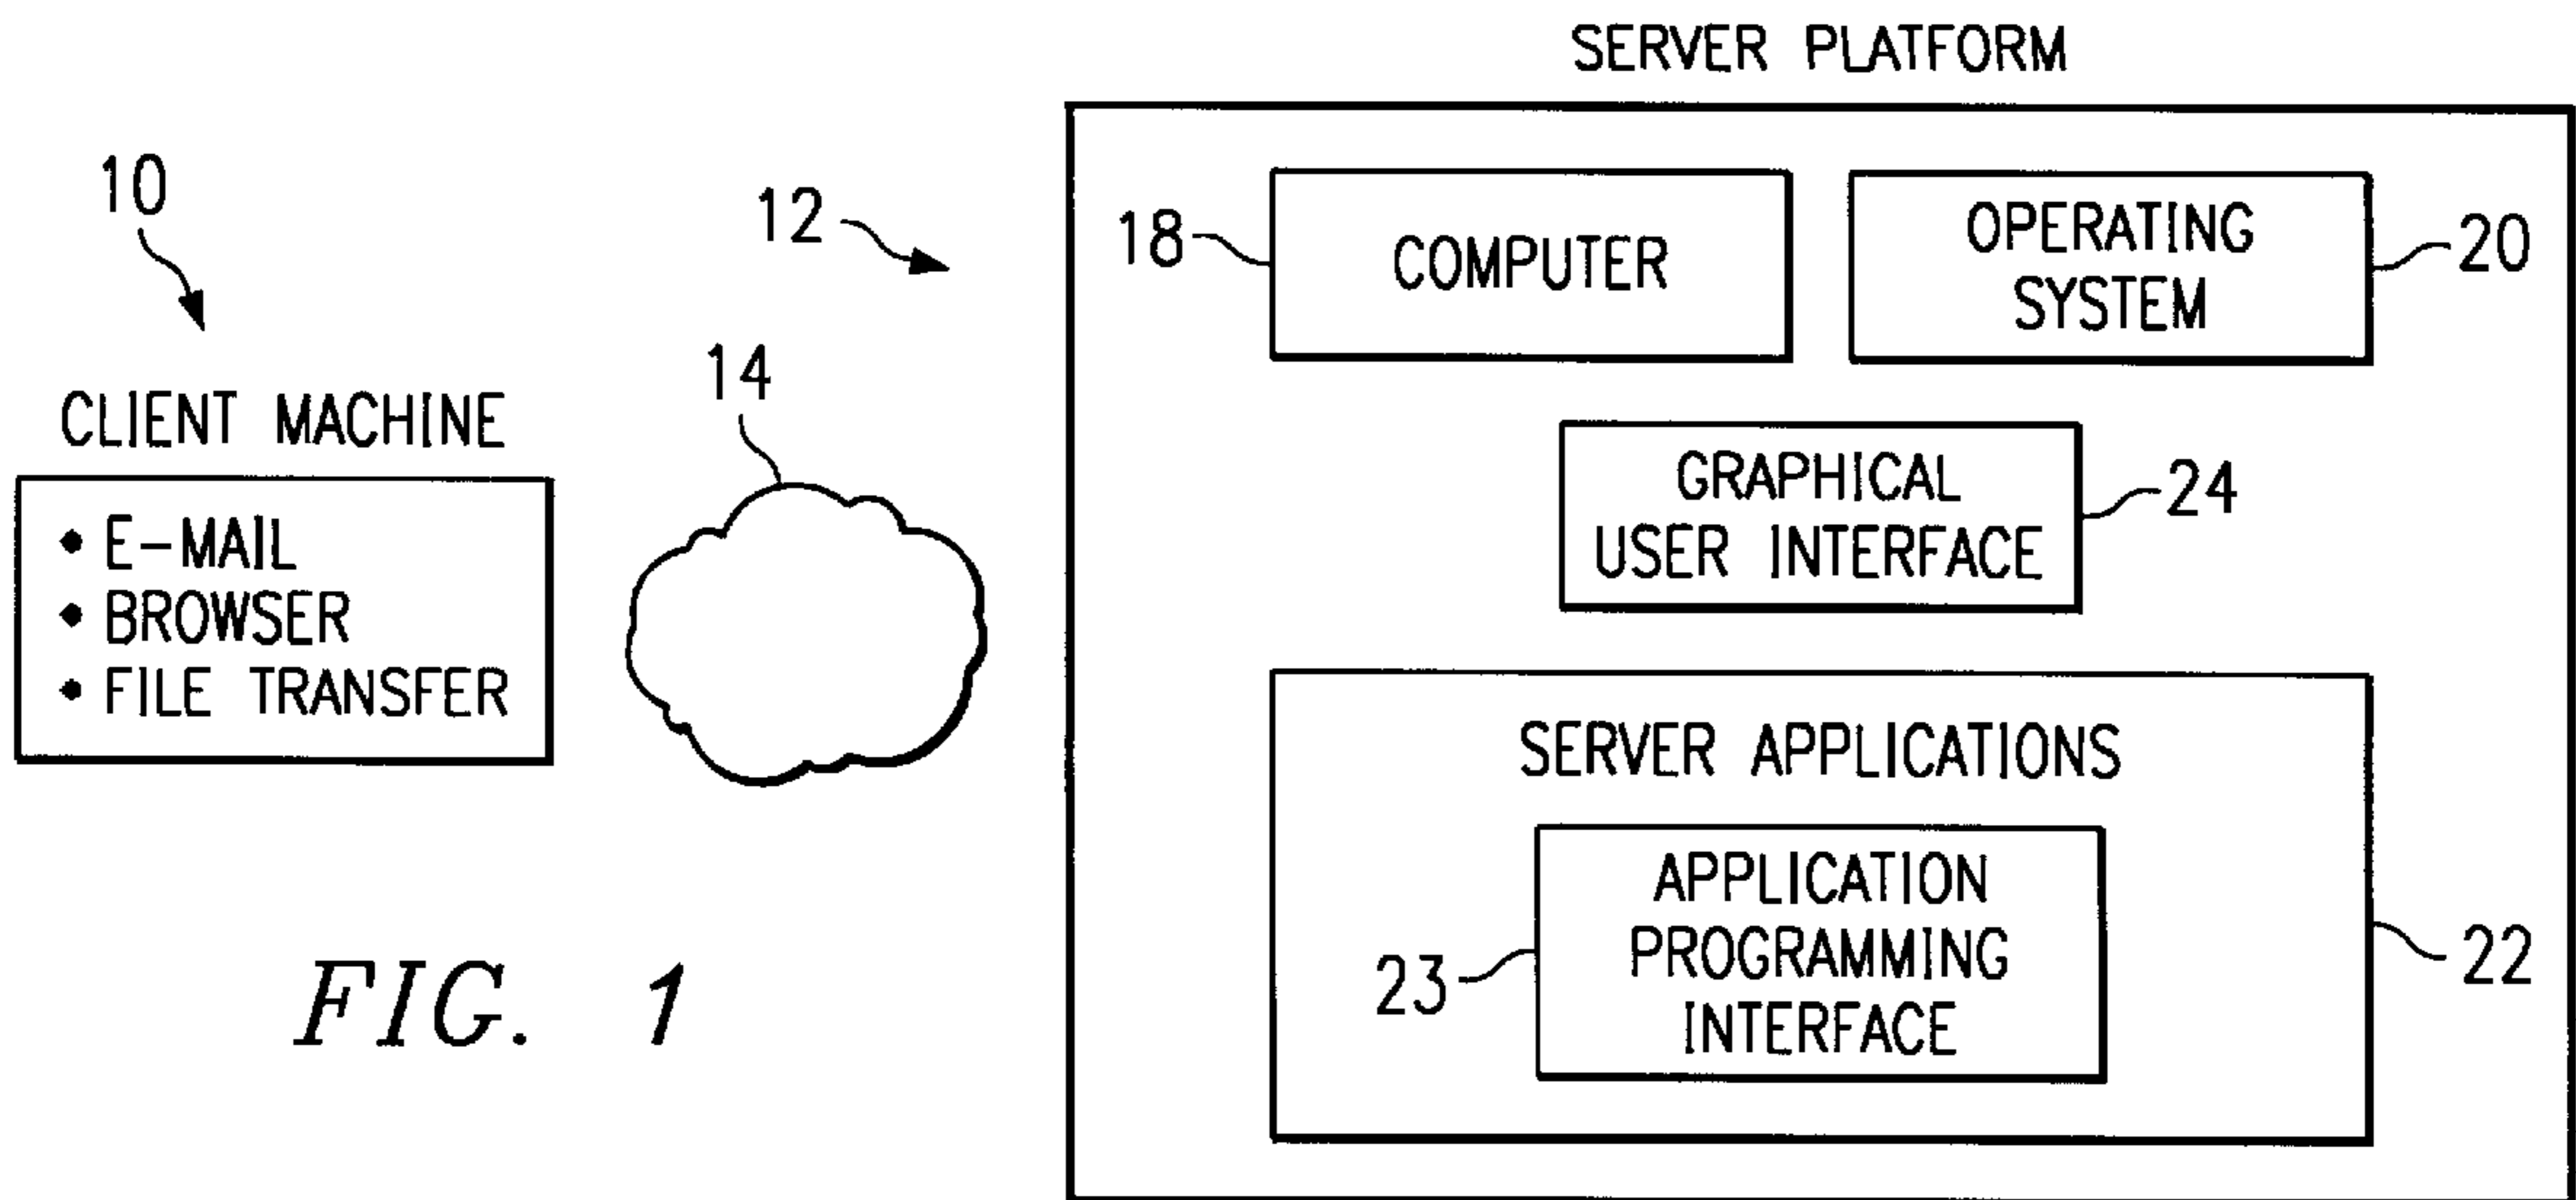 SERVER PLATFORM
10
12
18
COMPUTER
OPERATING
SYSTEM
20
14
CLIENT MACHINE
• E-MAIL
• BROWSER
• FILE TRANSFER
GRAPHICAL
USER INTERFACE
24
SERVER APPLICATIONS
APPLICATION
PROGRAMMING
INTERFACE
23
22
FIG. 1